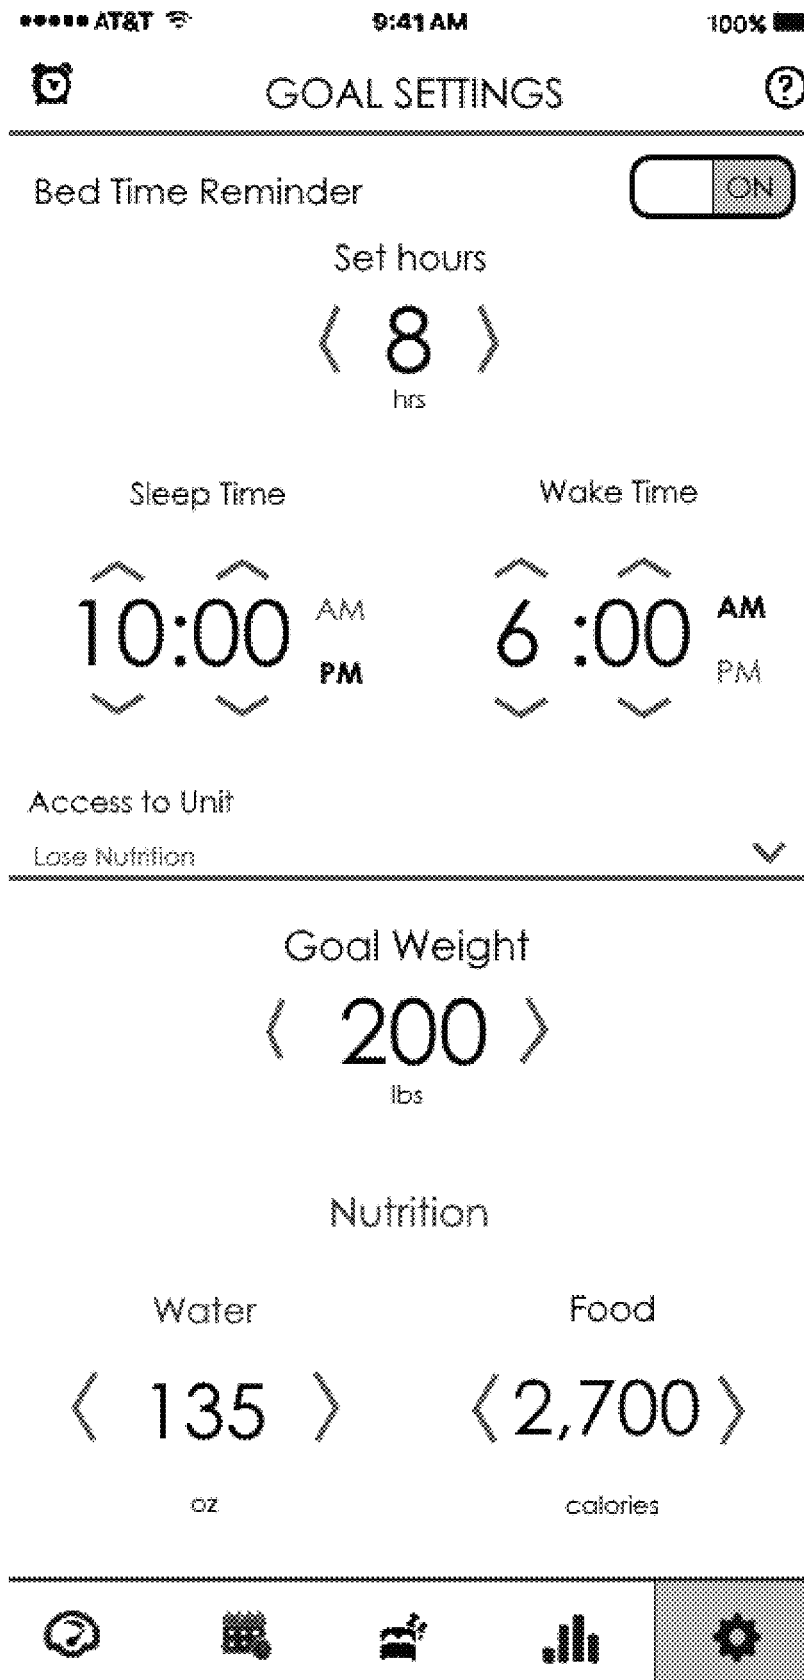 AT&T 9:41 AM 100%
GOAL SETTINGS ?
Bed Time Reminder ON
Set hours
8
hrs
Sleep Time Wake Time
10:00 AM PM 6:00 AM PM
Access to Unit
Lose Nutrition
Goal Weight
200
lbs
Nutrition
Water Food
135 2,700
oz calories